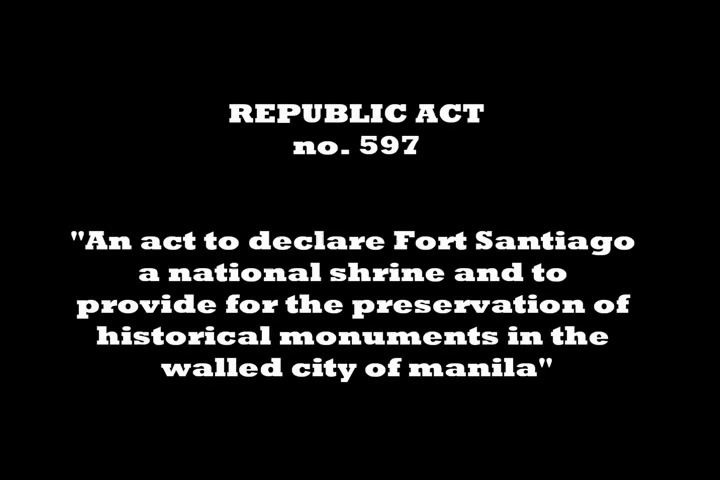 REPUBLIC ACT
no. 597
"An act to declare Fort Santiago
a national shrine and to
provide for the preservation of
historical monuments in the
walled city of manila"